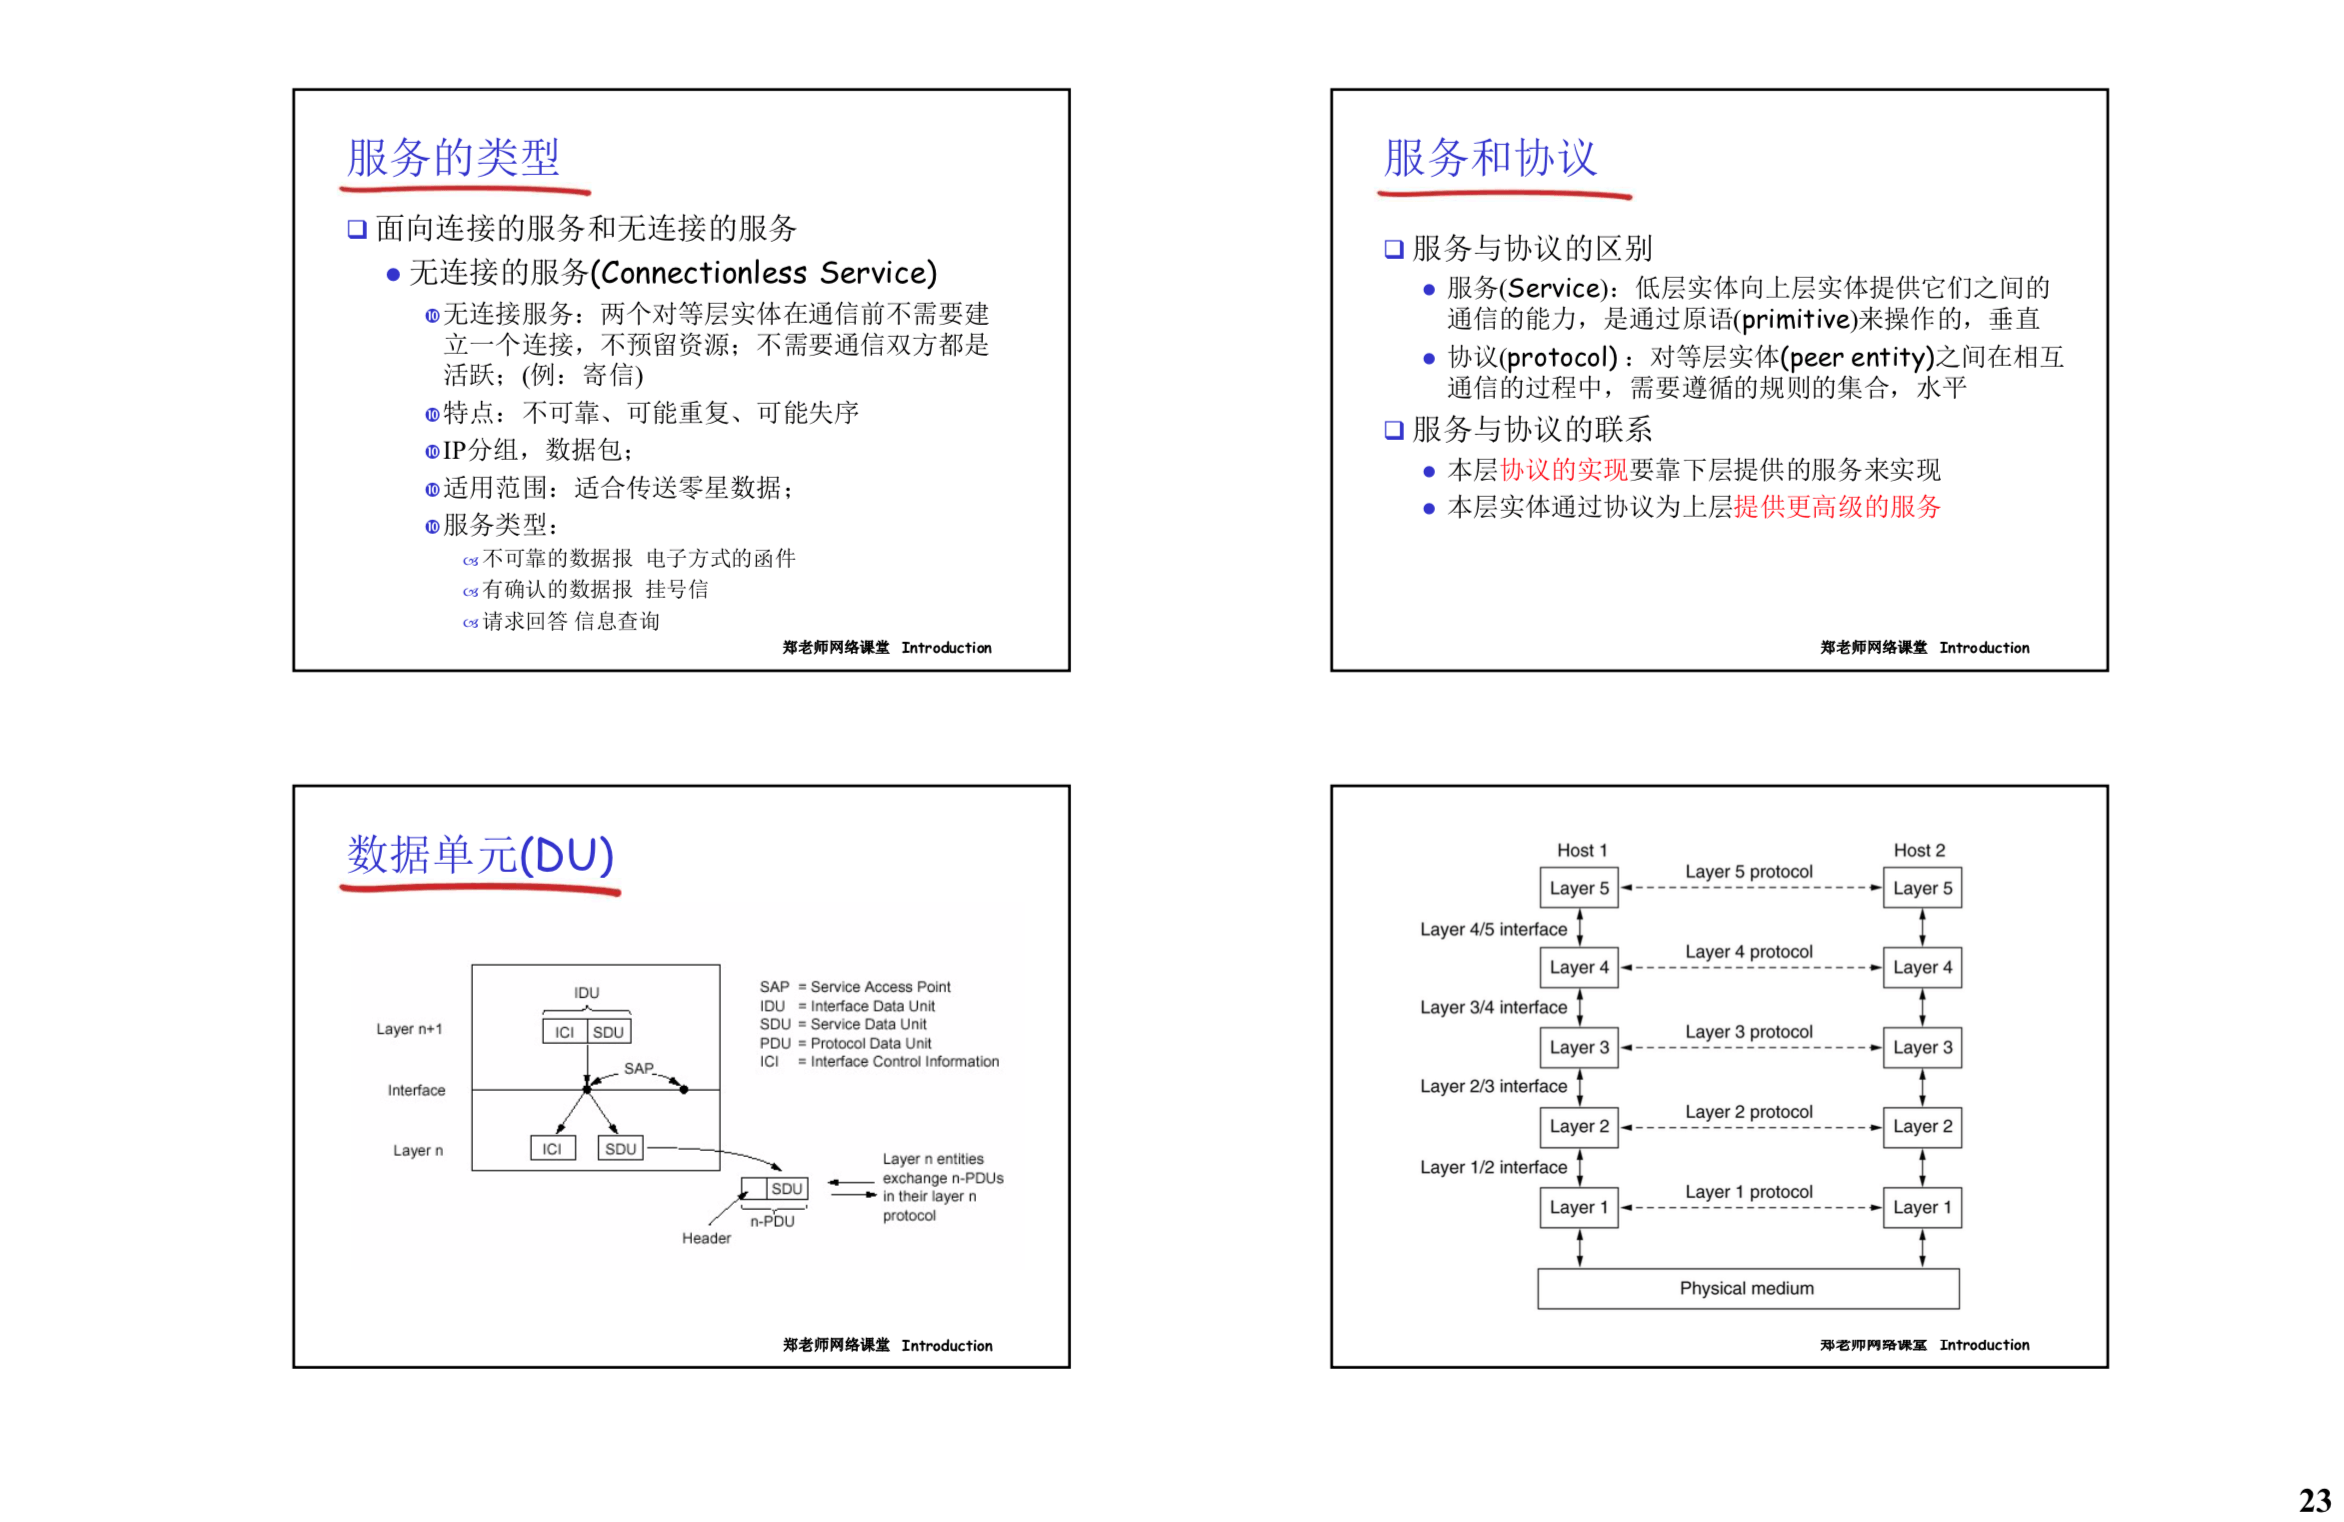 服务的类型
面向连接的服务和无连接的服务
无连接的服务(Connectionless Service)
无连接服务：两个对等层实体在通信前不需要建
立一个连接，不预留资源；不需要通信双方都是
活跃；(例：寄信)
特点：不可靠、可能重复、可能失序
IP分组，数据包；
适用范围：适合传送零星数据；
服务类型：
不可靠的数据报 电子方式的函件
有确认的数据报 挂号信
请求回答 信息查询
郑老师网络课堂 Introduction
服务和协议
服务与协议的区别
服务(Service)：低层实体向上层实体提供它们之间的
通信的能力，是通过原语(primitive)来操作的，垂直
协议(protocol)：对等层实体(peer entity)之间在相互
通信的过程中，需要遵循的规则的集合，水平
服务与协议的联系
本层协议的实现要靠下层提供的服务来实现
本层实体通过协议为上层提供更高级的服务
郑老师网络课堂 Introduction
数据单元(DU)
IDU
Layer n+1
ICI SDU
SAP
Interface
Layer n
ICI SDU
SAP = Service Access Point
IDU = Interface Data Unit
SDU = Service Data Unit
PDU = Protocol Data Unit
ICI = Interface Control Information
SDU
n-PDU
Header
Layer n entities
exchange n-PDUs
in their layer n
protocol
郑老师网络课堂 Introduction
Host 1 Host 2
Layer 5 Layer 5 protocol Layer 5
Layer 4/5 interface
Layer 4 Layer 4 protocol Layer 4
Layer 3/4 interface
Layer 3 Layer 3 protocol Layer 3
Layer 2/3 interface
Layer 2 Layer 2 protocol Layer 2
Layer 1/2 interface
Layer 1 Layer 1 protocol Layer 1
Physical medium
郑老师网络课堂 Introduction
23